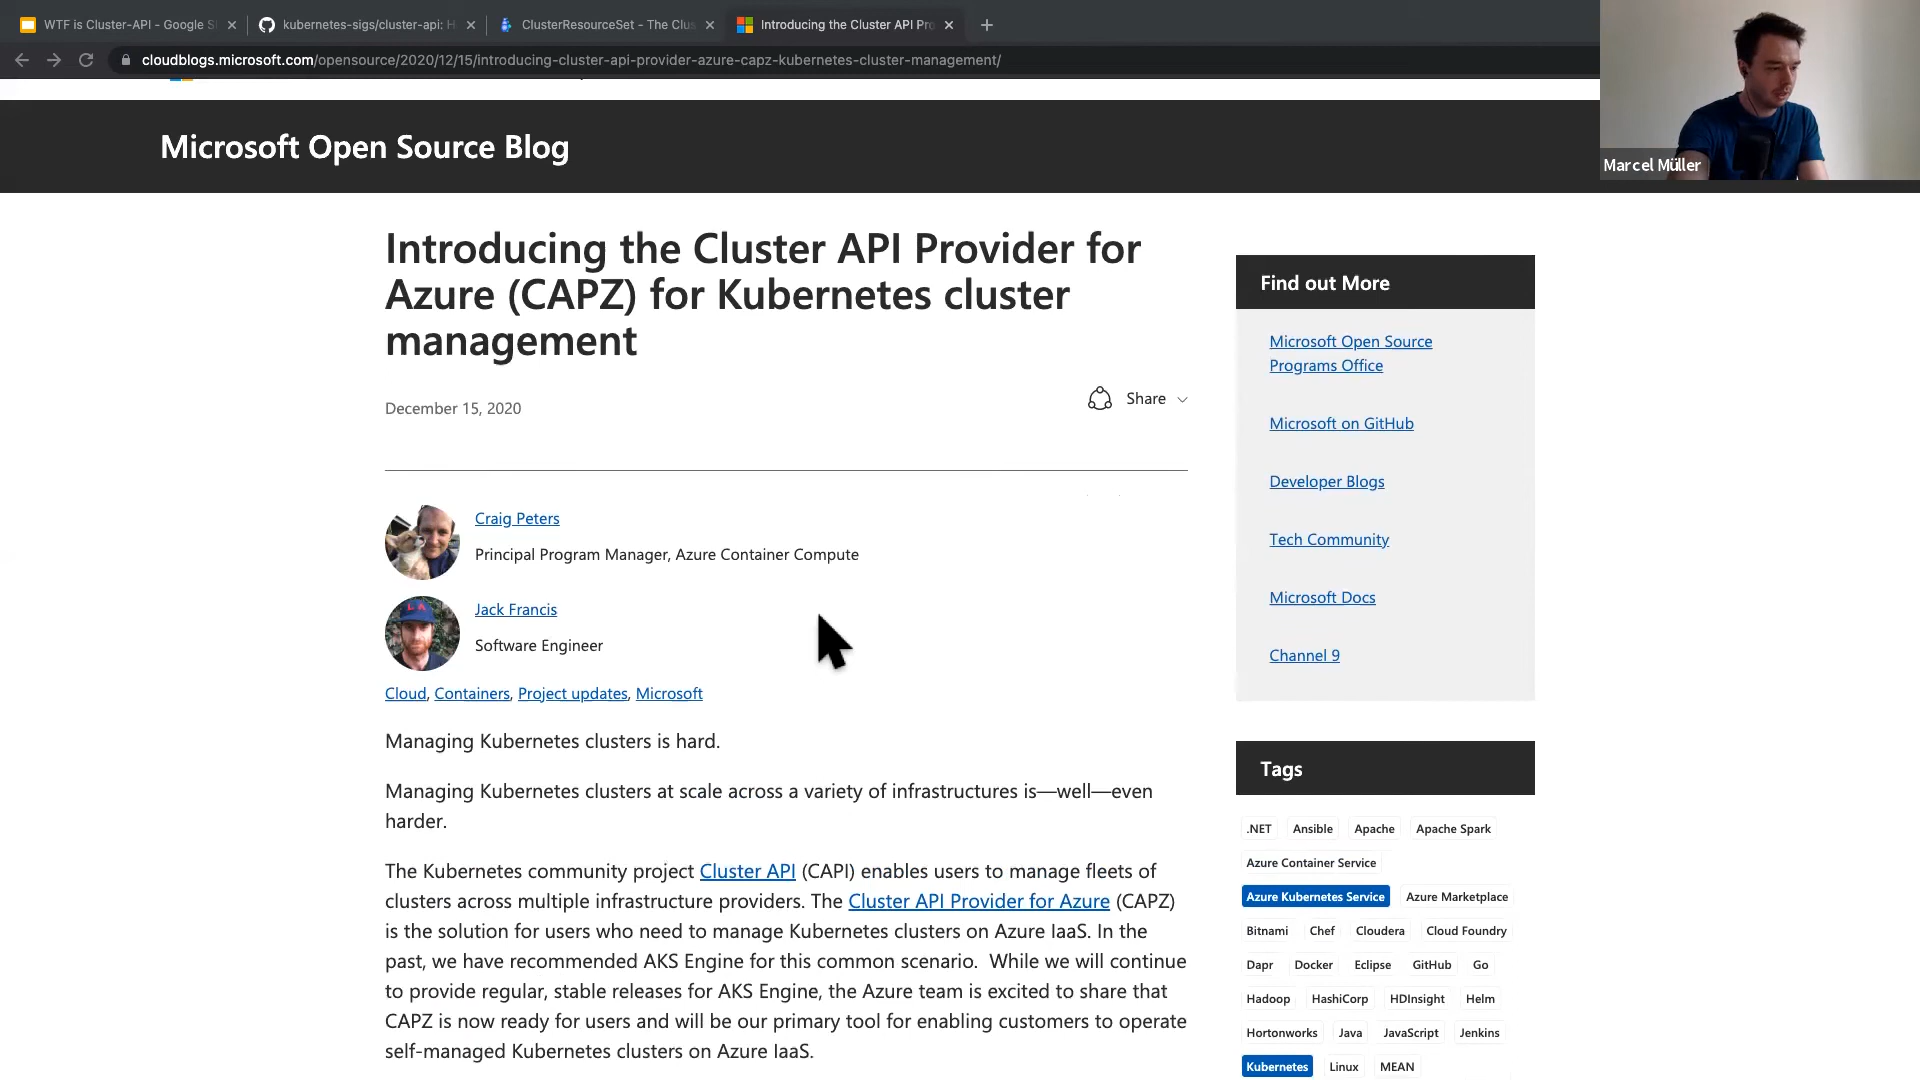 WTF is Cluster-API - Google S
kubernetes-sigs/cluster-api: H
ClusterResourceSet - The Clus
Introducing the Cluster API Pro
cloudblogs.microsoft.com/opensource/2020/12/15/introducing-cluster-api-provider-azure-capz-kubernetes-cluster-management/
Marcel Müller
Microsoft Open Source Blog
Introducing the Cluster API Provider for
Azure (CAPZ) for Kubernetes cluster
management
December 15, 2020
Share
Craig Peters
Principal Program Manager, Azure Container Compute
LA
Jack Francis
Software Engineer
Cloud, Containers, Project updates, Microsoft
Managing Kubernetes clusters is hard.
Managing Kubernetes clusters at scale across a variety of infrastructures is—well—even
harder.
The Kubernetes community project Cluster API (CAPI) enables users to manage fleets of
clusters across multiple infrastructure providers. The Cluster API Provider for Azure (CAPZ)
is the solution for users who need to manage Kubernetes clusters on Azure IaaS. In the
past, we have recommended AKS Engine for this common scenario. While we will continue
to provide regular, stable releases for AKS Engine, the Azure team is excited to share that
CAPZ is now ready for users and will be our primary tool for enabling customers to operate
self-managed Kubernetes clusters on Azure IaaS.
Find out More
Microsoft Open Source
Programs Office
Microsoft on GitHub
Developer Blogs
Tech Community
Microsoft Docs
Channel 9
Tags
.NET Ansible Apache Apache Spark
Azure Container Service
Azure Kubernetes Service Azure Marketplace
Bitnami Chef Cloudera Cloud Foundry
Dapr Docker Eclipse GitHub Go
Hadoop HashiCorp HDInsight Helm
Hortonworks Java JavaScript Jenkins
Kubernetes Linux MEAN